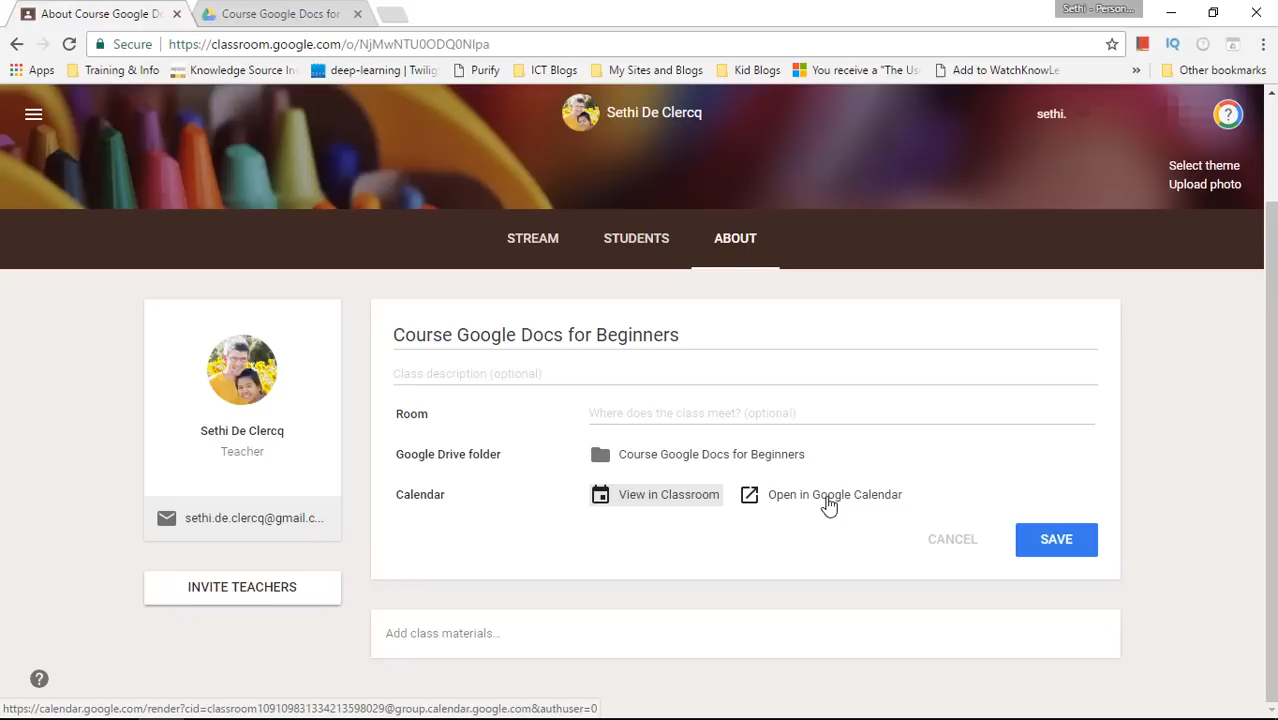 About Course Google Do
Course Google Docs for
Sethi - Person...
Secure
https://classroom.google.com/o/NjMwNTU0ODQ0Nlpa
IQ
Apps
Training & Info
Knowledge Source In
deep-learning | Twilig
Purify
ICT Blogs
My Sites and Blogs
Kid Blogs
You receive a "The Us
Add to WatchKnowLe
»
Other bookmarks
Sethi De Clercq
sethi.
?
Select theme
Upload photo
STREAM
STUDENTS
ABOUT
Sethi De Clercq
Teacher
sethi.de.clercq@gmail.c...
INVITE TEACHERS
Course Google Docs for Beginners
Class description (optional)
Room
Where does the class meet? (optional)
Google Drive folder
Course Google Docs for Beginners
Calendar
View in Classroom
Open in Google Calendar
CANCEL
SAVE
Add class materials...
?
https://calendar.google.com/render?cid=classroom109109831334213598029@group.calendar.google.com&authuser=0